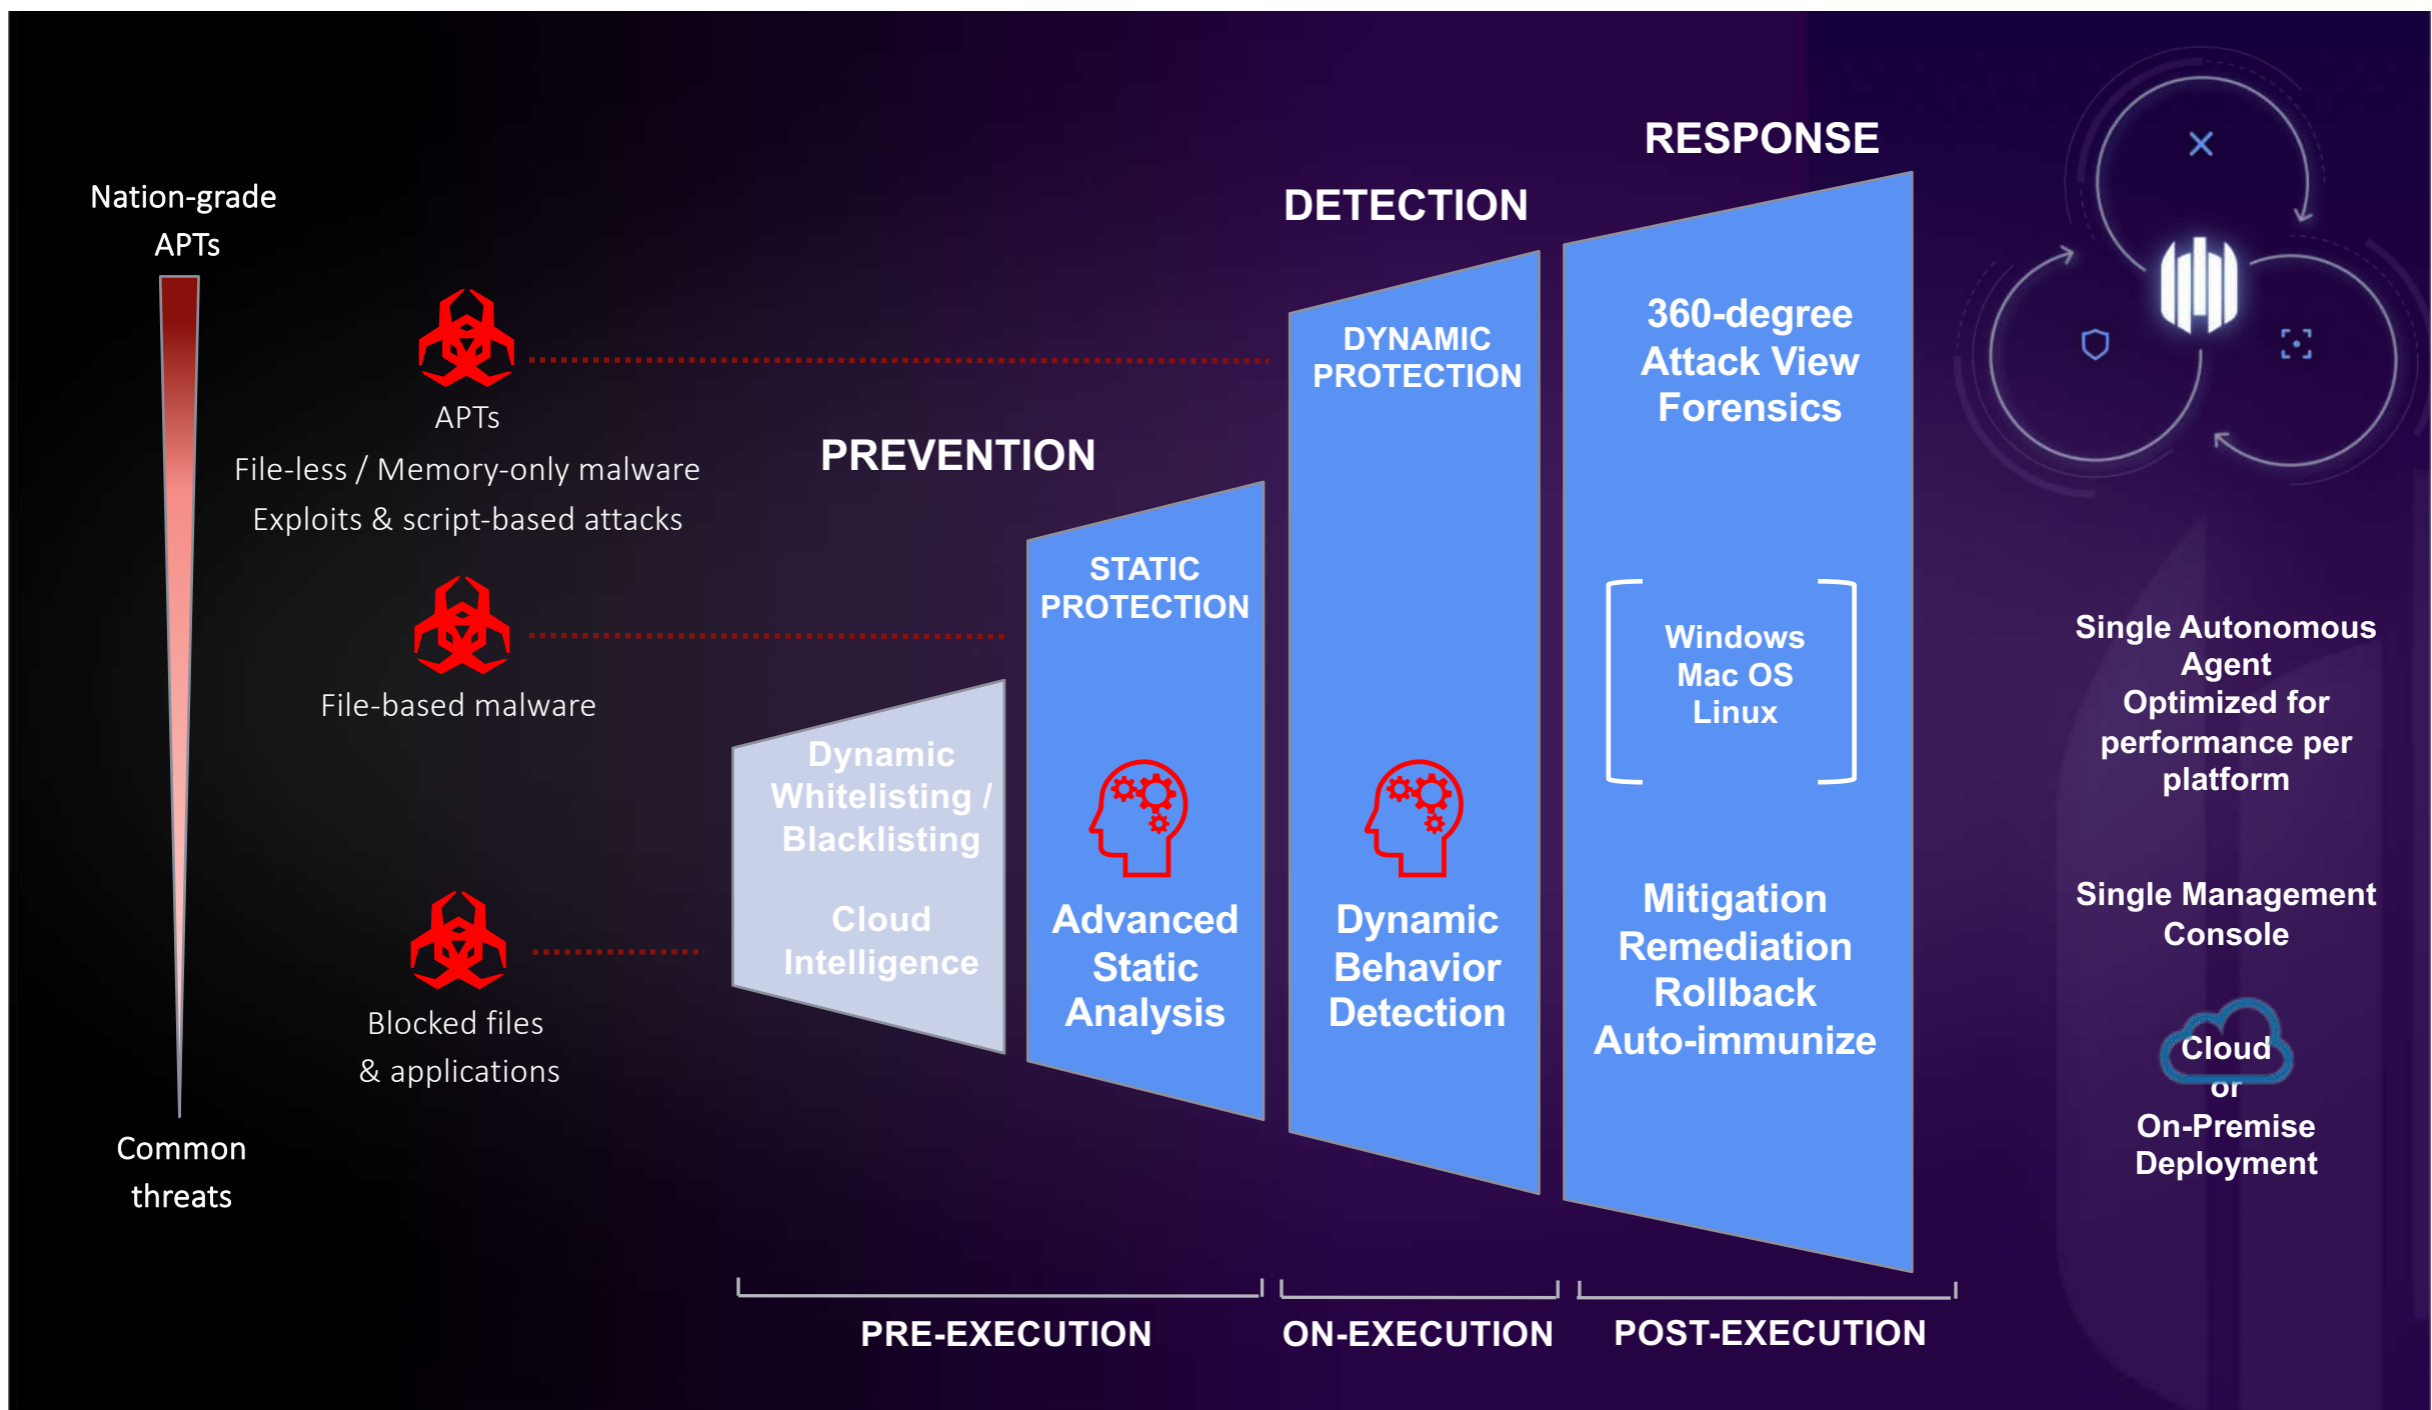 Nation-grade
APTs
Common
threats
APTs
File-less / Memory-only malware
Exploits & script-based attacks
File-based malware
Blocked files
& applications
PREVENTION
Dynamic
Whitelisting /
Blacklisting
Cloud
Intelligence
STATIC
PROTECTION
Advanced
Static
Analysis
DETECTION
DYNAMIC
PROTECTION
Dynamic
Behavior
Detection
RESPONSE
360-degree
Attack View
Forensics
Windows
Mac OS
Linux
Mitigation
Remediation
Rollback
Auto-immunize
PRE-EXECUTION
ON-EXECUTION
POST-EXECUTION
Single Autonomous
Agent
Optimized for
performance per
platform
Single Management
Console
Cloud
or
On-Premise
Deployment